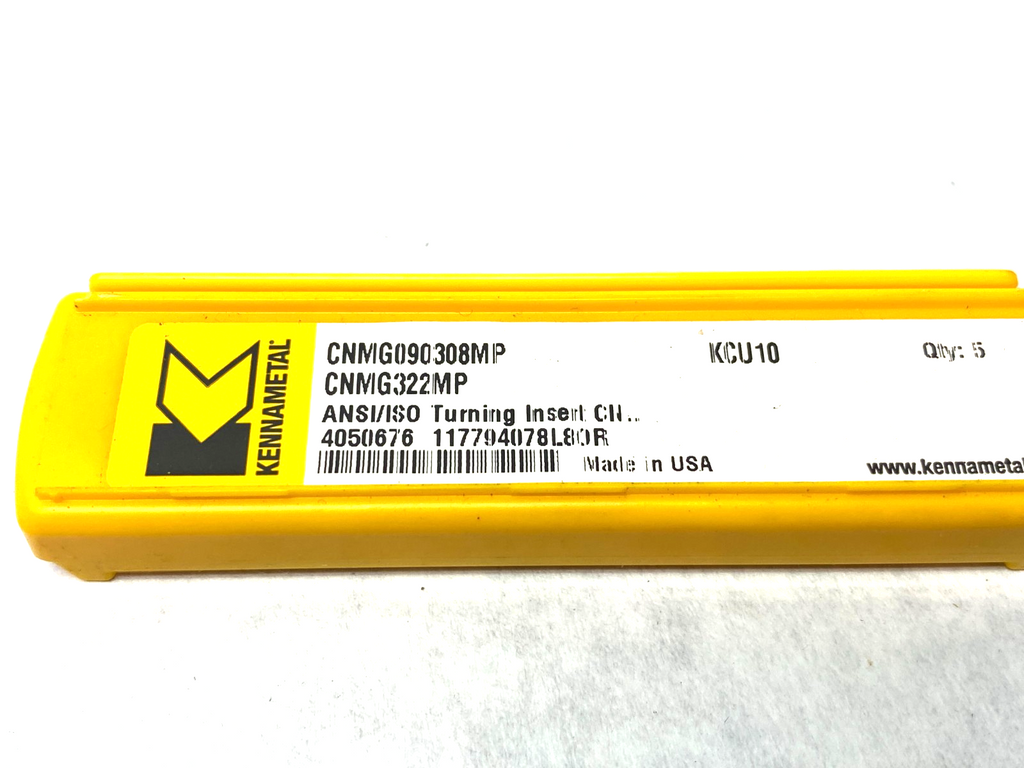 KENNAMETAL®
CNMG090308MP KCU10 Qty: 5
CNMG322MP
ANSI/ISO Turning Insert CN...
4050676 117794078L8OR
Made in USA www.kennametal